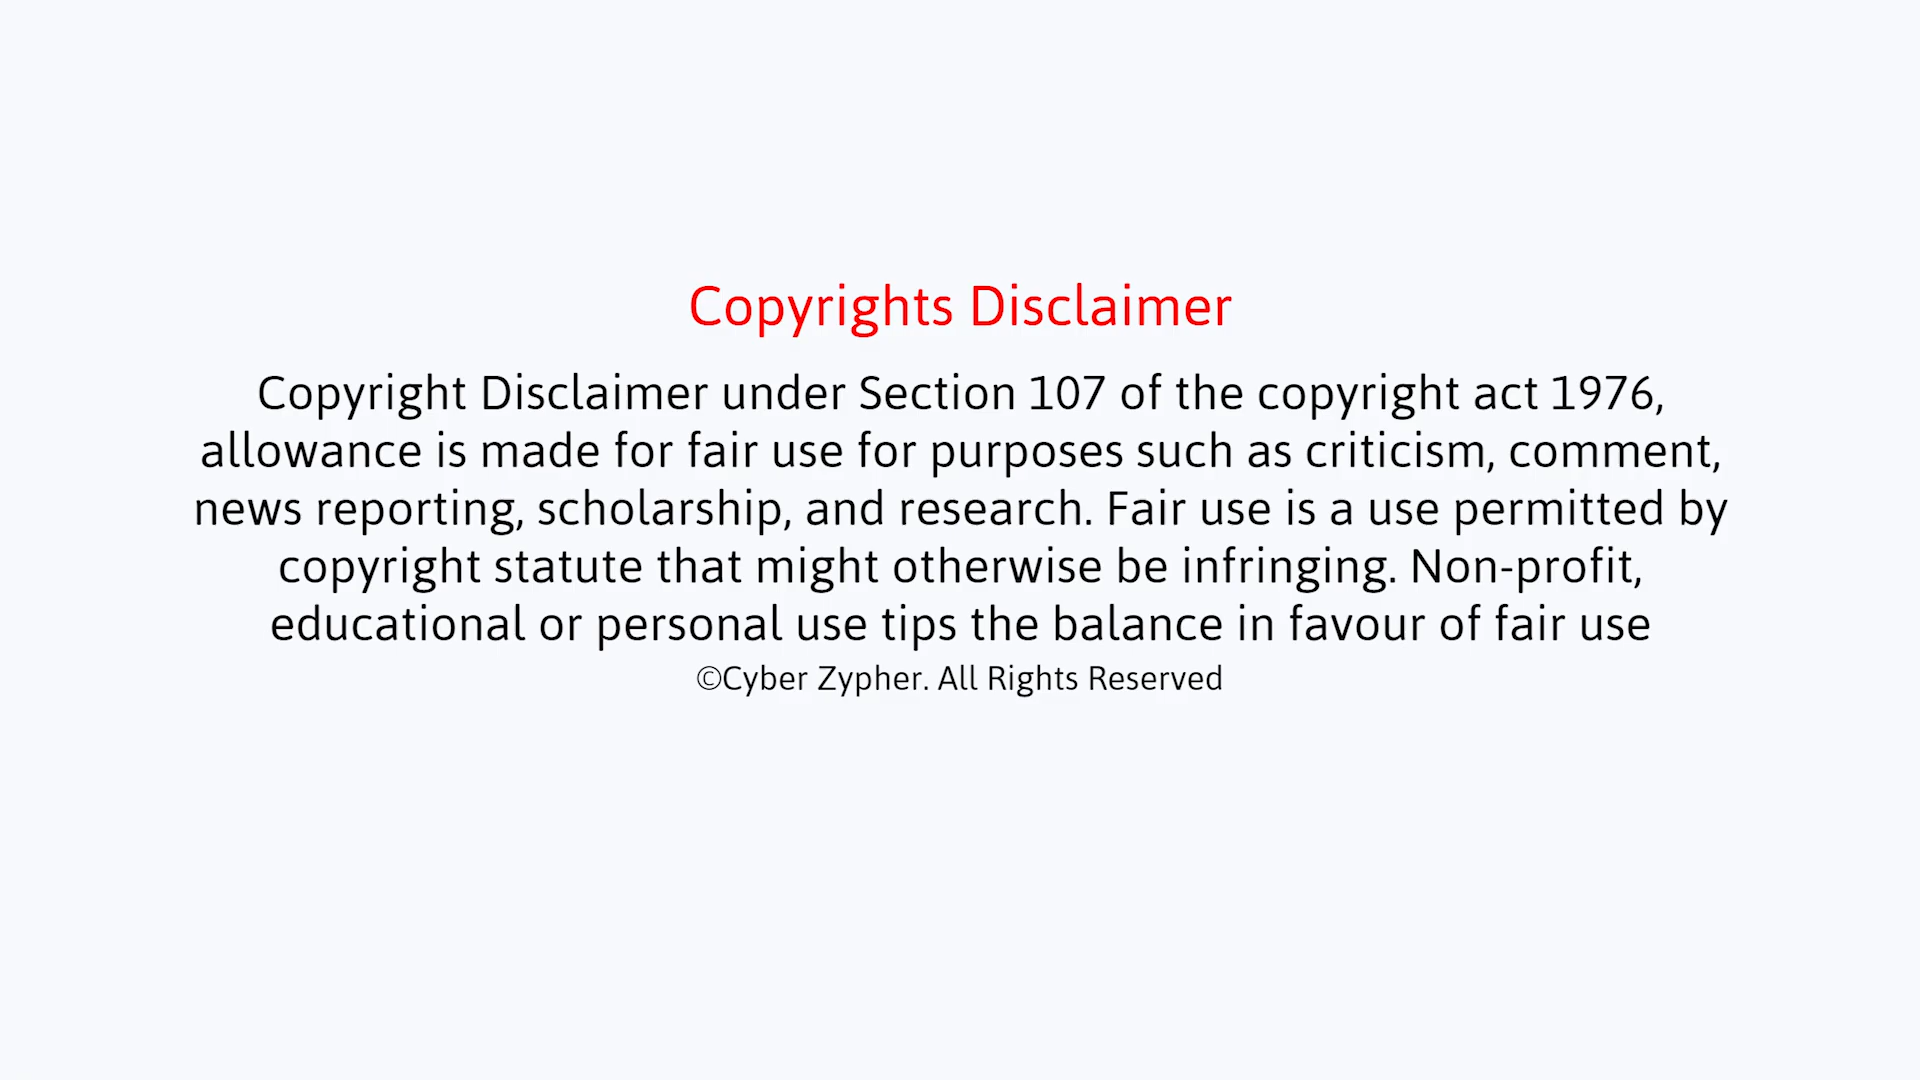 Copyrights Disclaimer
Copyright Disclaimer under Section 107 of the copyright act 1976,
allowance is made for fair use for purposes such as criticism, comment,
news reporting, scholarship, and research. Fair use is a use permitted by
copyright statute that might otherwise be infringing. Non-profit,
educational or personal use tips the balance in favour of fair use
©Cyber Zypher. All Rights Reserved